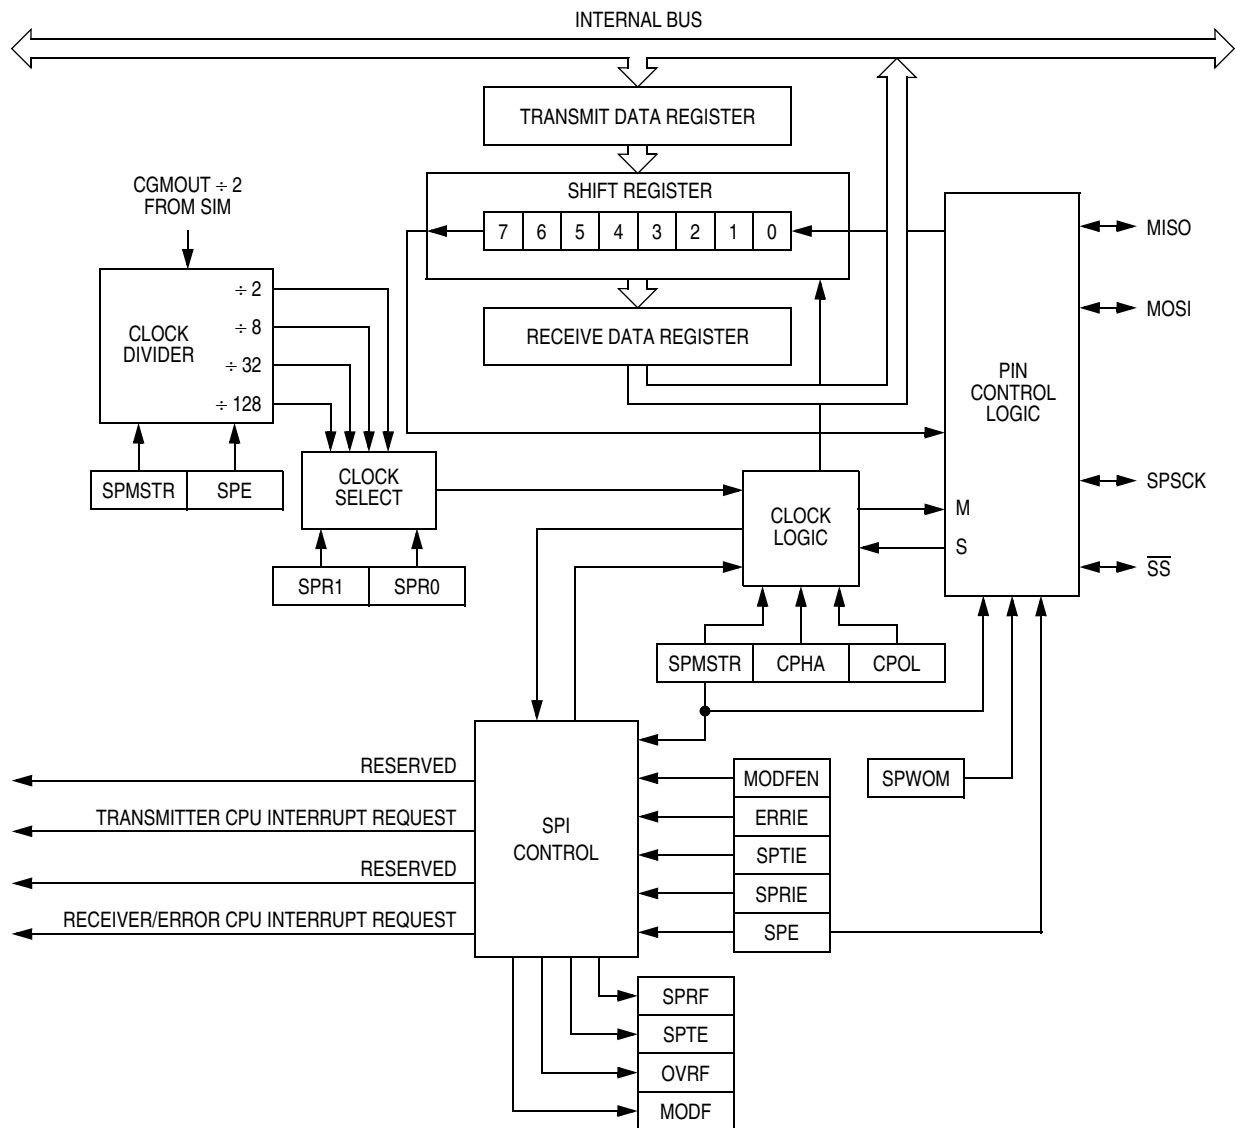 INTERNAL BUS
TRANSMIT DATA REGISTER
SHIFT REGISTER
7 6 5 4 3 2 1 0
RECEIVE DATA REGISTER
CGMOUT ÷ 2
FROM SIM
CLOCK
DIVIDER
÷ 2
÷ 8
÷ 32
÷ 128
SPMSTR SPE
CLOCK
SELECT
SPR1 SPR0
CLOCK
LOGIC
PIN
CONTROL
LOGIC
M
S
MISO
MOSI
SPSCK
S̅S̅
SPMSTR CPHA CPOL
RESERVED
TRANSMITTER CPU INTERRUPT REQUEST
RESERVED
RECEIVER/ERROR CPU INTERRUPT REQUEST
SPI
CONTROL
MODFEN
ERRIE
SPTIE
SPRIE
SPE
SPWOM
SPRF
SPTE
OVRF
MODF